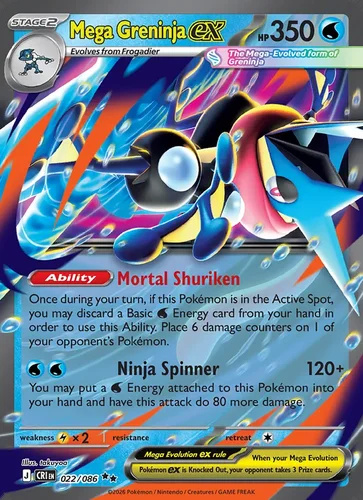 STAGE2
Mega Greninja ex
HP 350
Evolves from Frogadier
The Mega-Evolved form of
Greninja
Ability Mortal Shuriken
Once during your turn, if this Pokémon is in the Active Spot,
you may discard a Basic Energy card from your hand in
order to use this Ability. Place 6 damage counters on 1 of
your opponent's Pokémon.
Ninja Spinner 120+
You may put a Energy attached to this Pokémon into
your hand and have this attack do 80 more damage.
weakness ×2 resistance retreat
Illus. takuyoa
J CRI EN 022/086
Mega Evolution ex rule
When your Mega Evolution
Pokémon ex is Knocked Out, your opponent takes 3 Prize cards.
©2026 Pokémon / Nintendo / Creatures / GAME FREAK